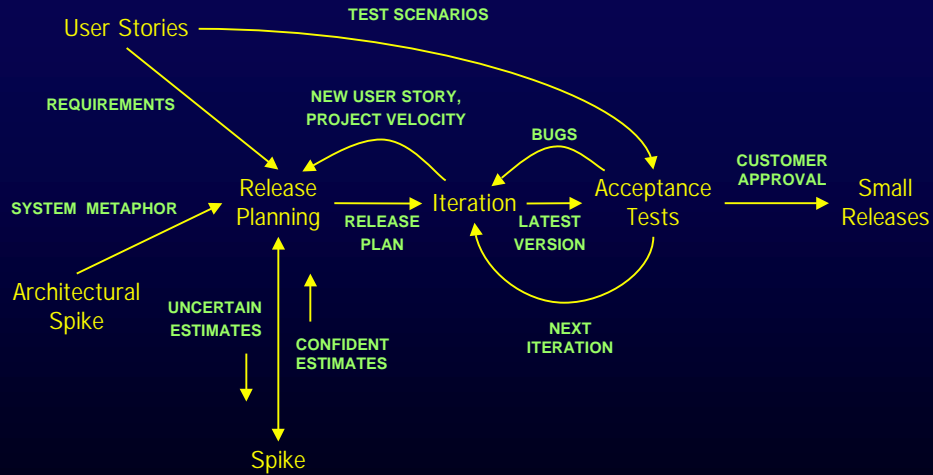 TEST SCENARIOS
User Stories
REQUIREMENTS
NEW USER STORY,
PROJECT VELOCITY
BUGS
CUSTOMER
APPROVAL
Release
Planning
Iteration
Acceptance
Tests
Small
Releases
SYSTEM METAPHOR
RELEASE
PLAN
LATEST
VERSION
Architectural
Spike
UNCERTAIN
ESTIMATES
CONFIDENT
ESTIMATES
NEXT
ITERATION
Spike